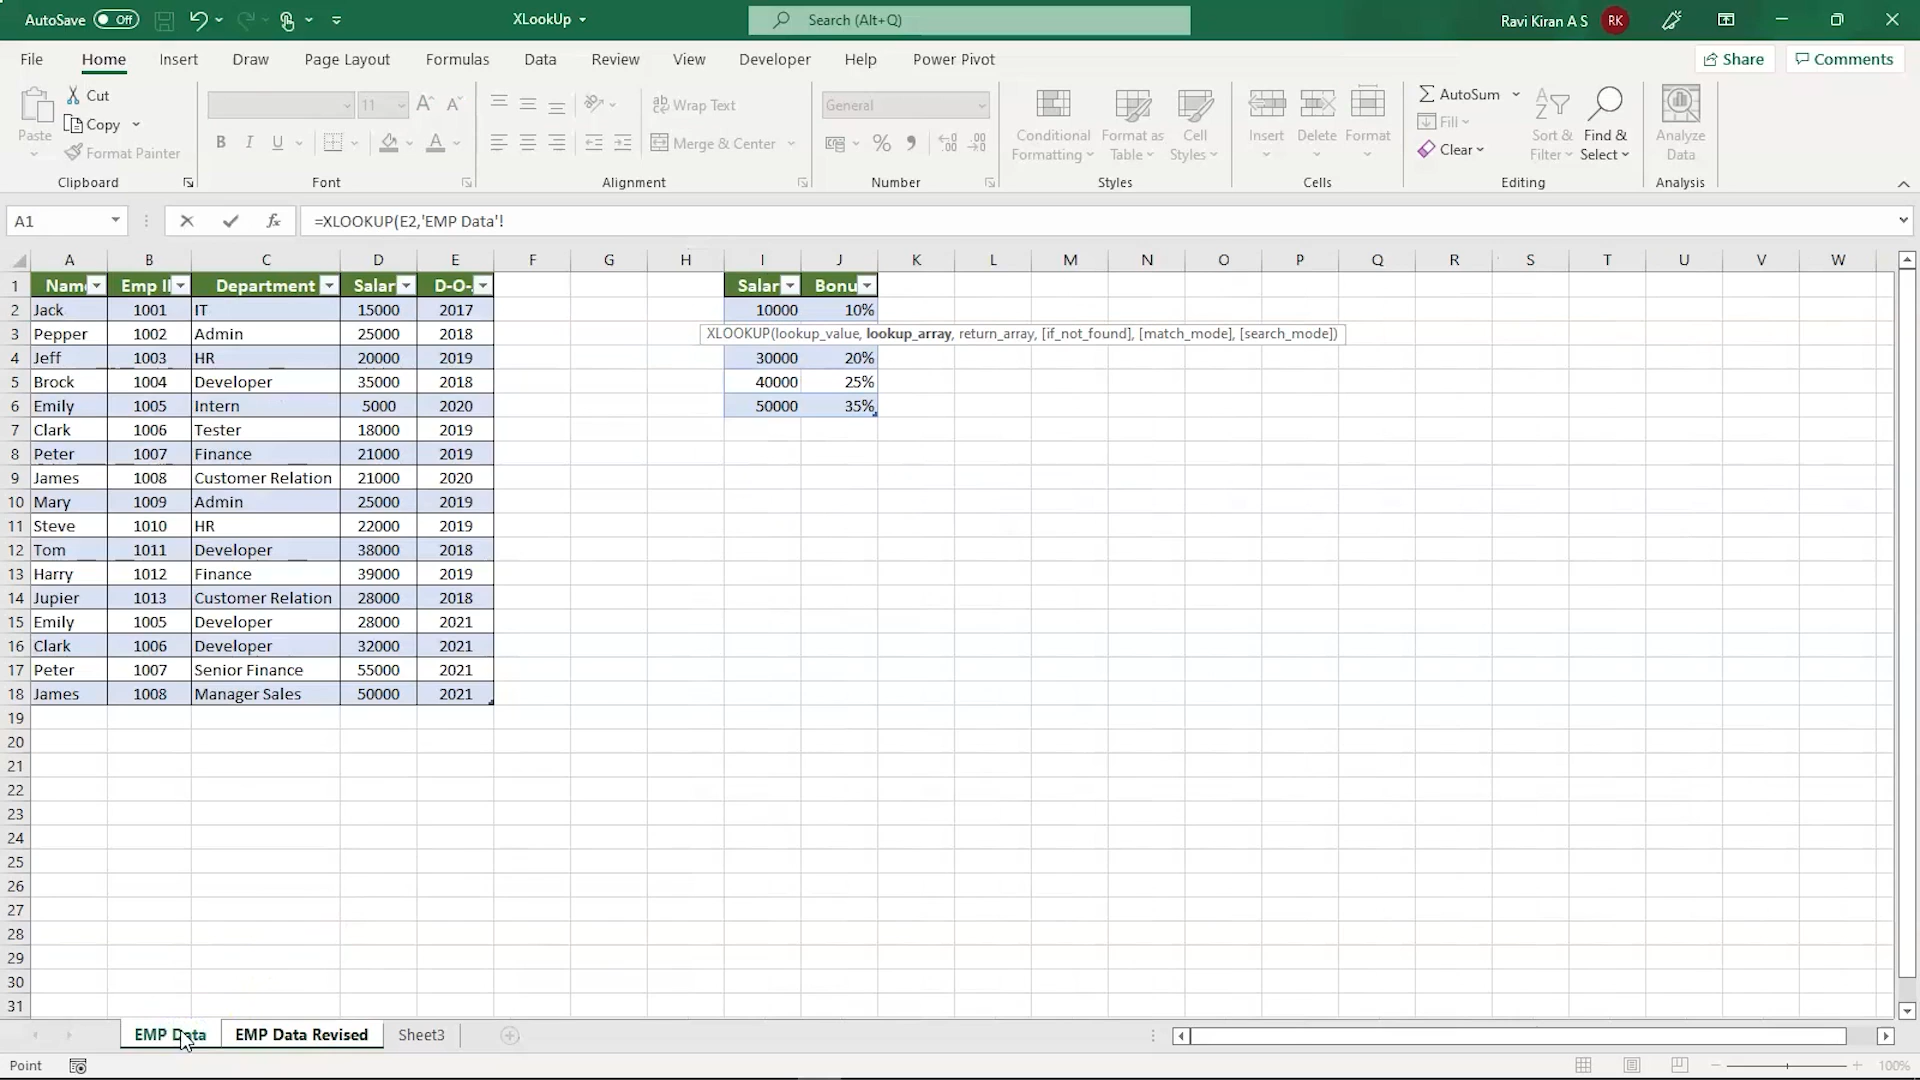 AutoSave Off XLookUp Search (Alt+Q) Ravi Kiran A S RK
File Home Insert Draw Page Layout Formulas Data Review View Developer Help Power Pivot Share Comments
Paste Cut Copy Format Painter Clipboard
11 B I U A Font
Wrap Text Merge & Center Alignment
General % Number
Conditional Formatting Format as Table Cell Styles Styles
Insert Delete Format Cells
AutoSum Fill Clear Sort & Filter Find & Select Editing
Analyze Data Analysis
A1 fx =XLOOKUP(E2,'EMP Data'!
A B C D E F G H I J K L M N O P Q R S T U V W
1 Nam Emp I Department Salar D-O-. Salar Bonu
2 Jack 1001 IT 15000 2017 10000 10%
3 Pepper 1002 Admin 25000 2018 XLOOKUP(lookup_value, lookup_array, return_array, [if_not_found], [match_mode], [search_mode])
4 Jeff 1003 HR 20000 2019 30000 20%
5 Brock 1004 Developer 35000 2018 40000 25%
6 Emily 1005 Intern 5000 2020 50000 35%
7 Clark 1006 Tester 18000 2019
8 Peter 1007 Finance 21000 2019
9 James 1008 Customer Relation 21000 2020
10 Mary 1009 Admin 25000 2019
11 Steve 1010 HR 22000 2019
12 Tom 1011 Developer 38000 2018
13 Harry 1012 Finance 39000 2019
14 Jupier 1013 Customer Relation 28000 2018
15 Emily 1005 Developer 28000 2021
16 Clark 1006 Developer 32000 2021
17 Peter 1007 Senior Finance 55000 2021
18 James 1008 Manager Sales 50000 2021
19
20
21
22
23
24
25
26
27
28
29
30
31
EMP Data EMP Data Revised Sheet3
Point 100%